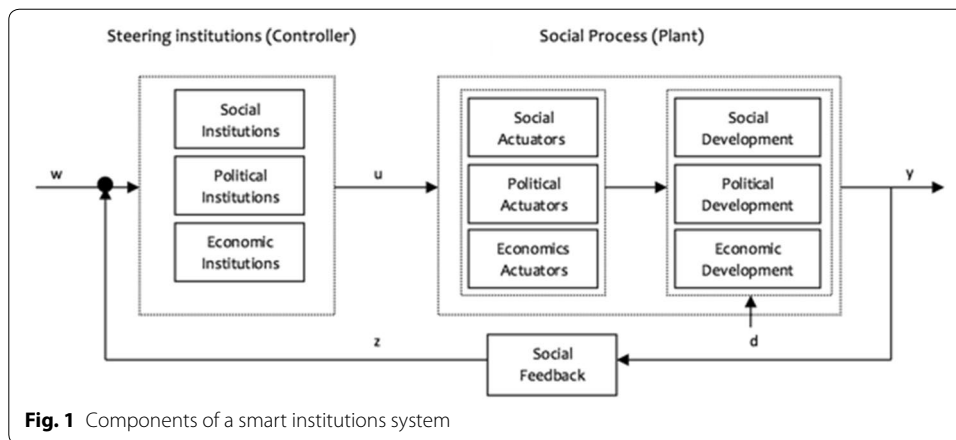 Steering institutions (Controller)
Social Process (Plant)
w
Social
Institutions
Political
Institutions
Economic
Institutions
u
Social
Actuators
Political
Actuators
Economics
Actuators
Social
Development
Political
Development
Economic
Development
y
z
Social
Feedback
d
Fig. 1 Components of a smart institutions system